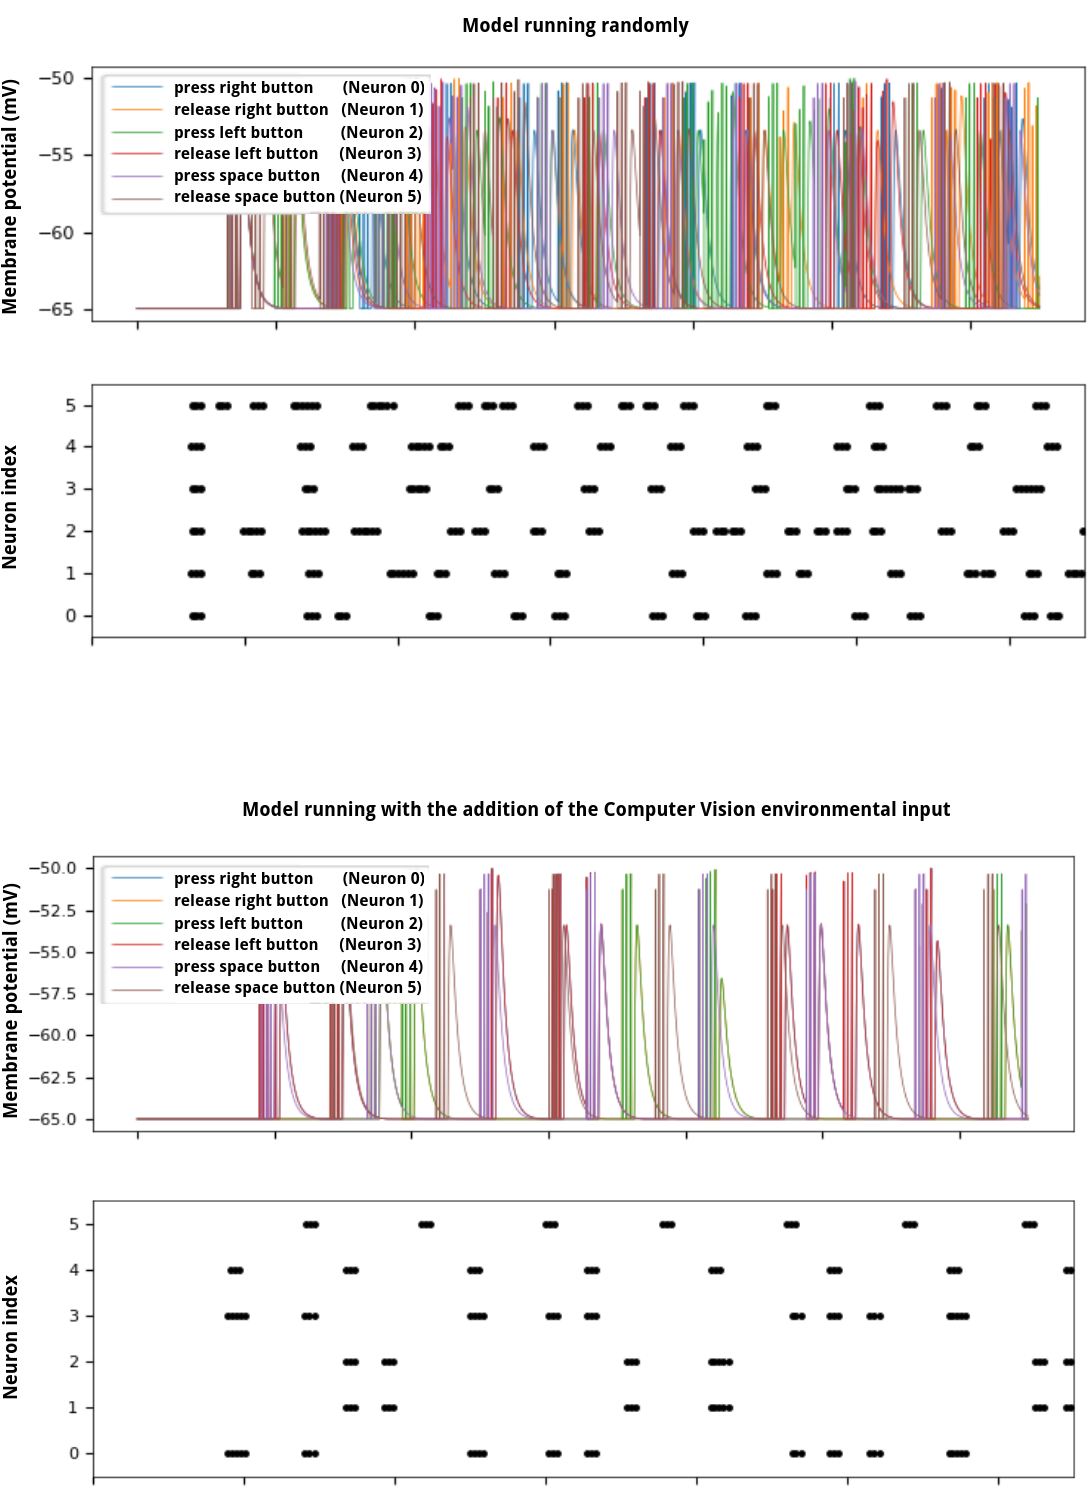 Model running randomly
Membrane potential (mV)
−50
−55
−60
−65
press right button (Neuron 0)
release right button (Neuron 1)
press left button (Neuron 2)
release left button (Neuron 3)
press space button (Neuron 4)
release space button (Neuron 5)
Neuron index
5
4
3
2
1
0
Model running with the addition of the Computer Vision environmental input
Membrane potential (mV)
−50.0
−52.5
−55.0
−57.5
−60.0
−62.5
−65.0
press right button (Neuron 0)
release right button (Neuron 1)
press left button (Neuron 2)
release left button (Neuron 3)
press space button (Neuron 4)
release space button (Neuron 5)
Neuron index
5
4
3
2
1
0